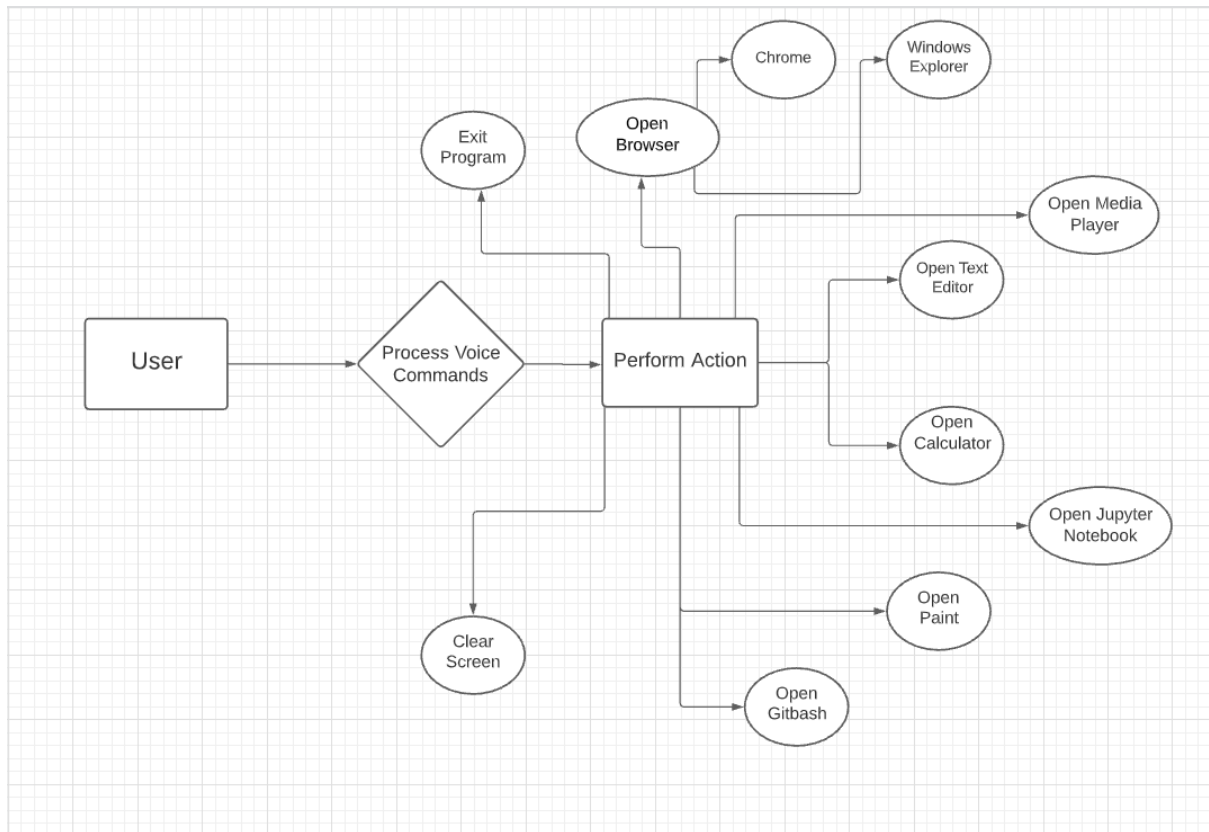 Chrome
Windows
Explorer
Open
Browser
Exit
Program
Open Media
Player
Open Text
Editor
User
Process Voice
Commands
Perform Action
Open
Calculator
Open Jupyter
Notebook
Open
Paint
Clear
Screen
Open
Gitbash